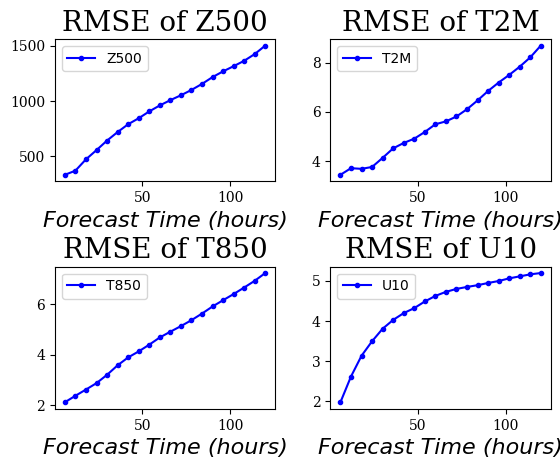 RMSE of Z500
1500
1000
500
Z500
50
100
Forecast Time (hours)
RMSE of T2M
8
6
4
T2M
50
100
Forecast Time (hours)
RMSE of T850
6
4
2
T850
50
100
Forecast Time (hours)
RMSE of U10
5
4
3
2
U10
50
100
Forecast Time (hours)